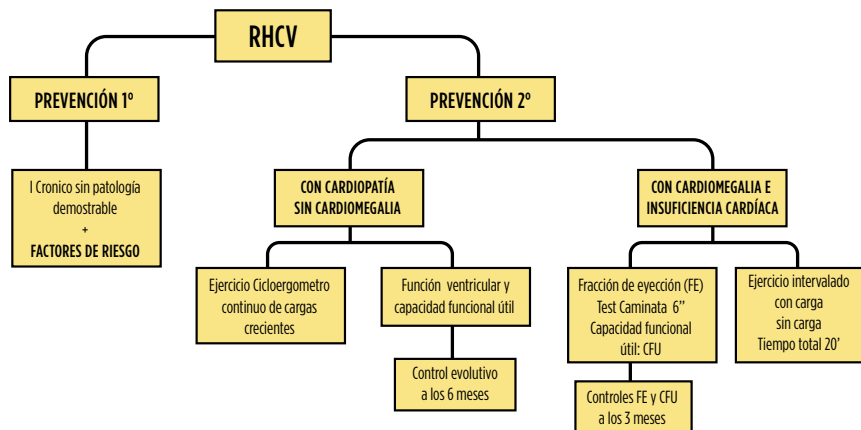 RHCV
PREVENCIÓN 1º
PREVENCIÓN 2º
I Cronico sin patología
demostrable
+
FACTORES DE RIESGO
CON CARDIOPATÍA
SIN CARDIOMEGALIA
CON CARDIOMEGALIA E
INSUFICIENCIA CARDÍACA
Ejercicio Cicloergometro
continuo de cargas
crecientes
Función ventricular y
capacidad funcional útil
Fracción de eyección (FE)
Test Caminata 6’’
Capacidad funcional
útil: CFU
Ejercicio intervalado
con carga
sin carga
Tiempo total 20’
Control evolutivo
a los 6 meses
Controles FE y CFU
a los 3 meses